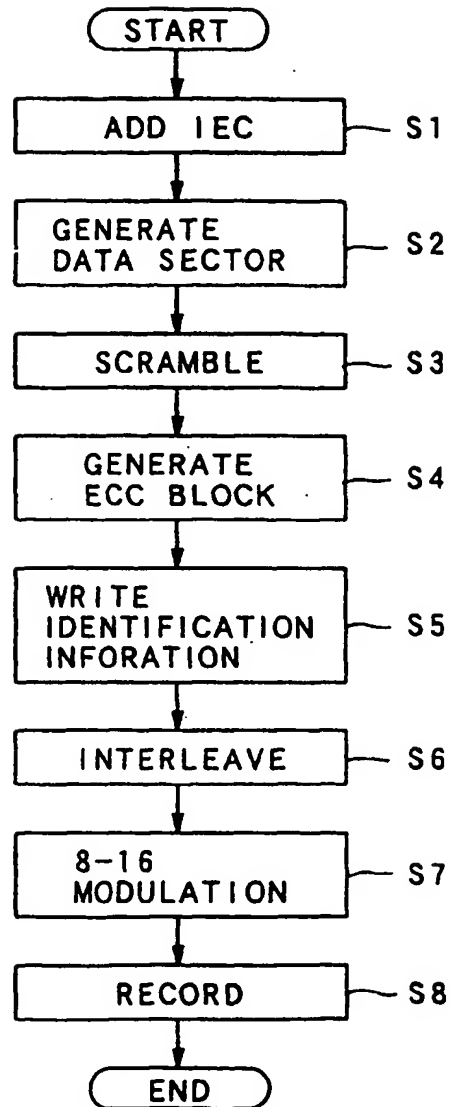 START
ADD IEC S1
GENERATE
DATA SECTOR S2
SCRAMBLE S3
GENERATE
ECC BLOCK S4
WRITE
IDENTIFICATION S5
INFORATION
INTERLEAVE S6
8-16
MODULATION S7
RECORD S8
END